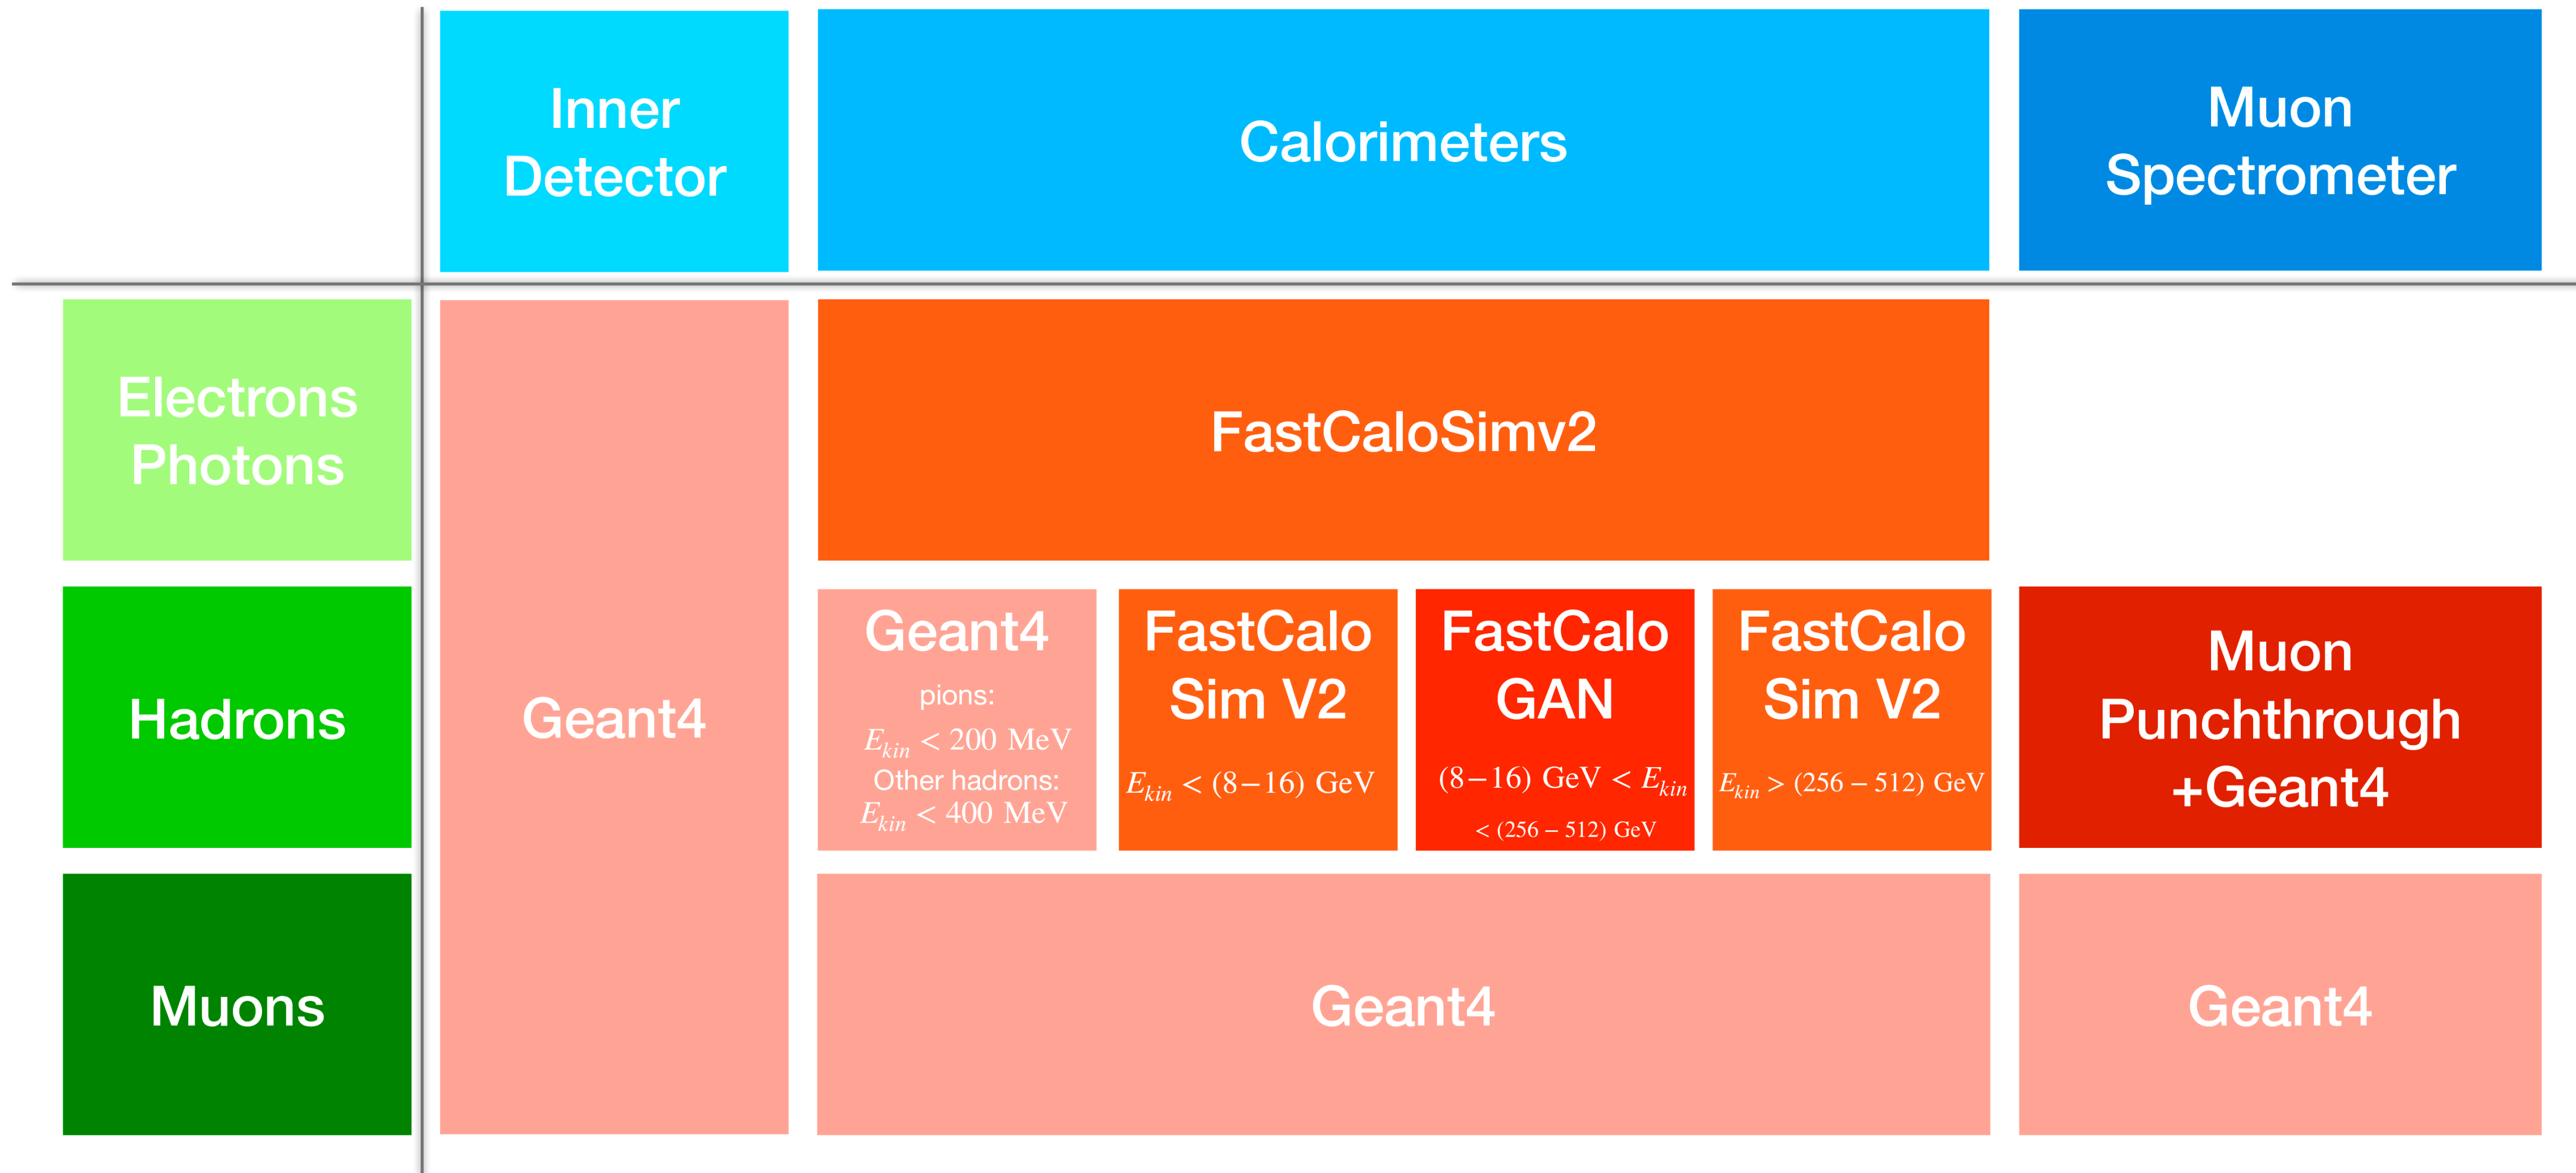 Inner
Detector
Calorimeters
Muon
Spectrometer
Electrons
Photons
FastCaloSimv2
Hadrons
Geant4
Geant4
pions:
E_kin < 200 MeV
Other hadrons:
E_kin < 400 MeV
FastCalo
Sim V2
E_kin < (8–16) GeV
FastCalo
GAN
(8–16) GeV < E_kin
< (256 – 512) GeV
FastCalo
Sim V2
E_kin > (256 – 512) GeV
Muon
Punchthrough
+Geant4
Muons
Geant4
Geant4